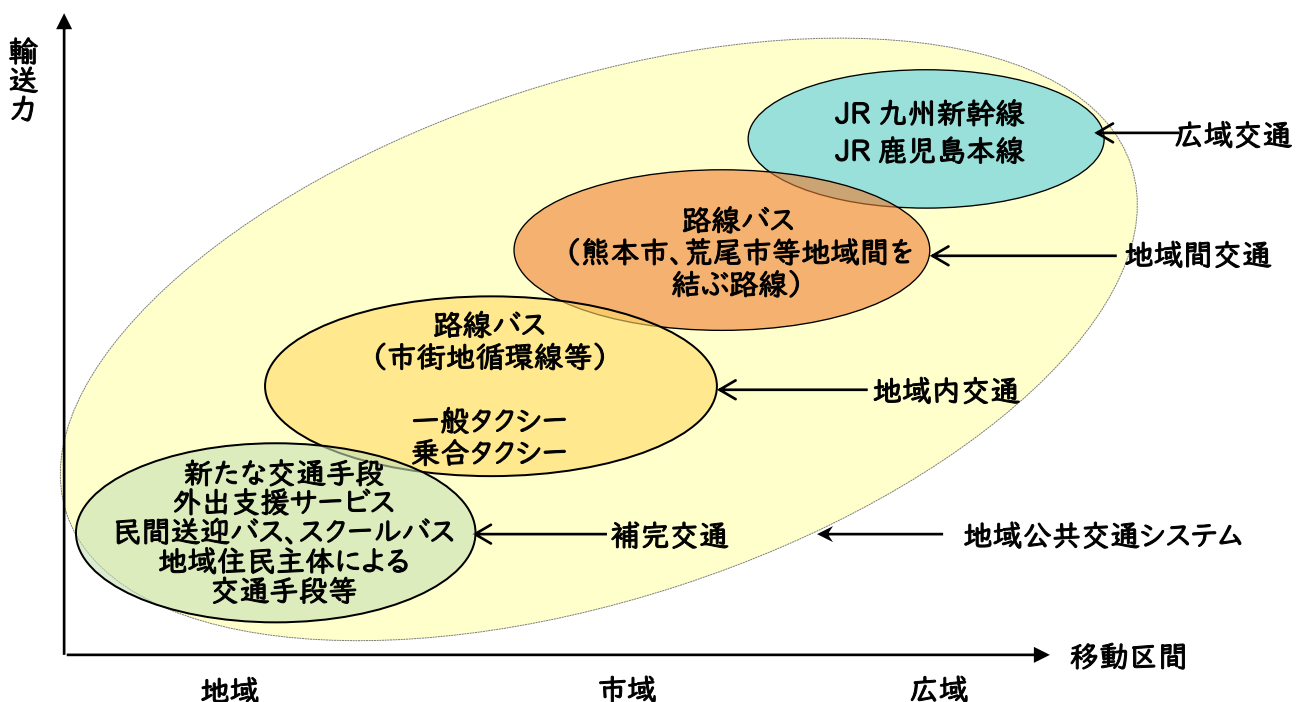 輸送力
JR 九州新幹線
JR 鹿児島本線
広域交通
路線バス
（熊本市、荒尾市等地域間を
結ぶ路線）
地域間交通
路線バス
（市街地循環線等）
一般タクシー
乗合タクシー
地域内交通
新たな交通手段
外出支援サービス
民間送迎バス、スクールバス
地域住民主体による
交通手段等
補完交通
地域公共交通システム
移動区間
地域
市域
広域